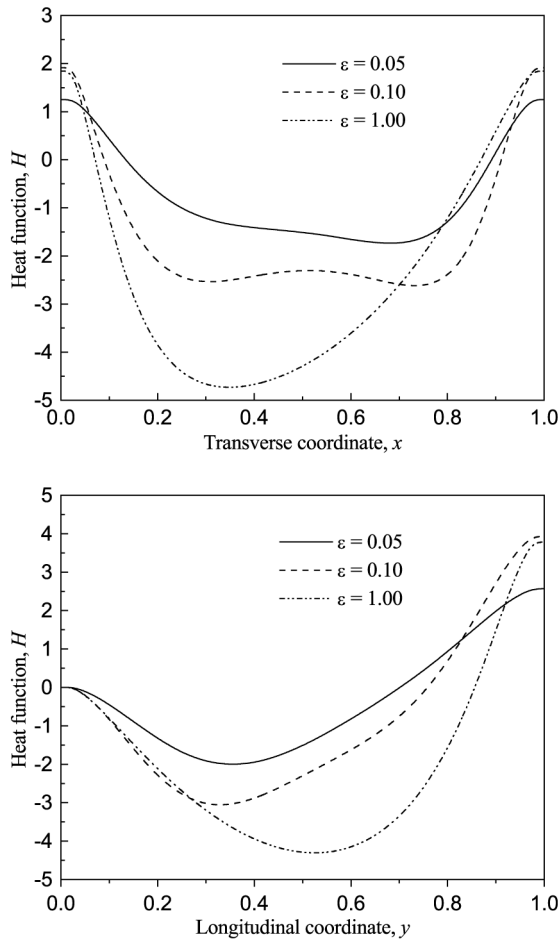 3
2
1
0
-1
-2
-3
-4
-5
Heat function, H
ε = 0.05
ε = 0.10
ε = 1.00
0.0 0.2 0.4 0.6 0.8 1.0
Transverse coordinate, x
5
4
3
2
1
0
-1
-2
-3
-4
-5
Heat function, H
ε = 0.05
ε = 0.10
ε = 1.00
0.0 0.2 0.4 0.6 0.8 1.0
Longitudinal coordinate, y